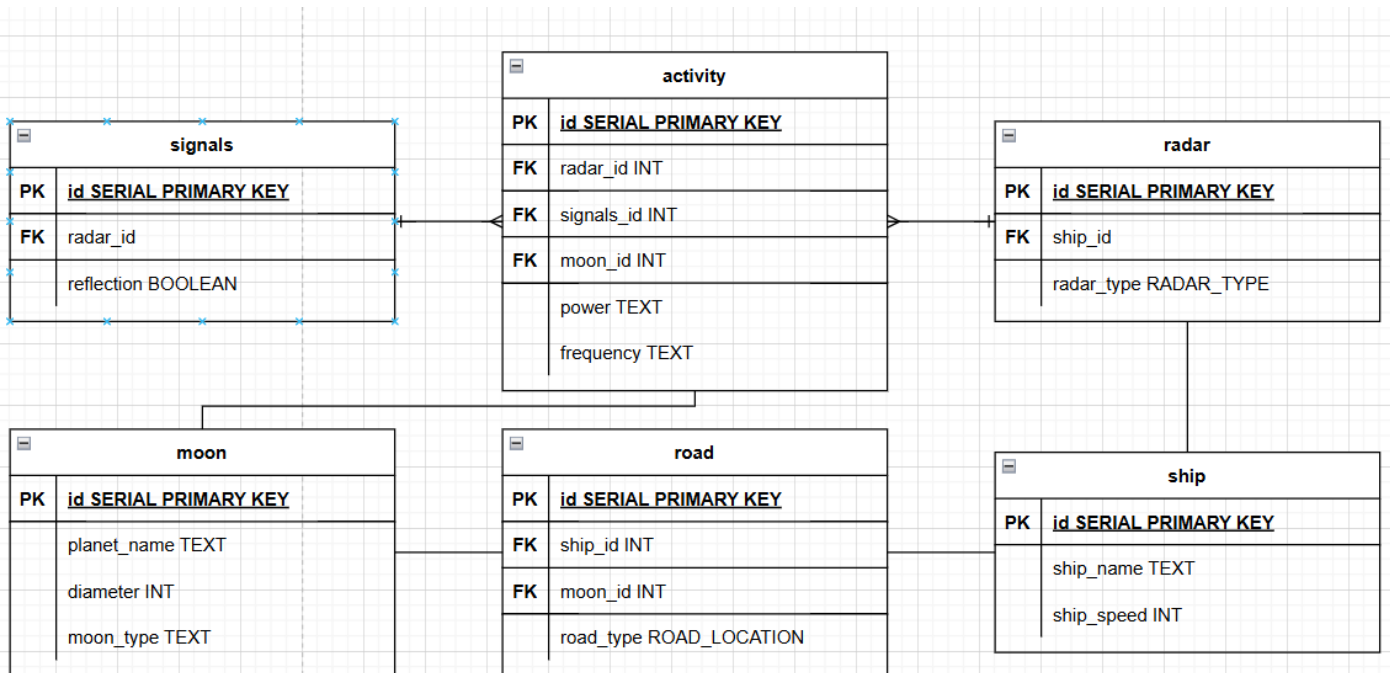 signals
PK id SERIAL PRIMARY KEY
FK radar_id
reflection BOOLEAN
activity
PK id SERIAL PRIMARY KEY
FK radar_id INT
FK signals_id INT
FK moon_id INT
power TEXT
frequency TEXT
radar
PK id SERIAL PRIMARY KEY
FK ship_id
radar_type RADAR_TYPE
moon
PK id SERIAL PRIMARY KEY
planet_name TEXT
diameter INT
moon_type TEXT
road
PK id SERIAL PRIMARY KEY
FK ship_id INT
FK moon_id INT
road_type ROAD_LOCATION
ship
PK id SERIAL PRIMARY KEY
ship_name TEXT
ship_speed INT